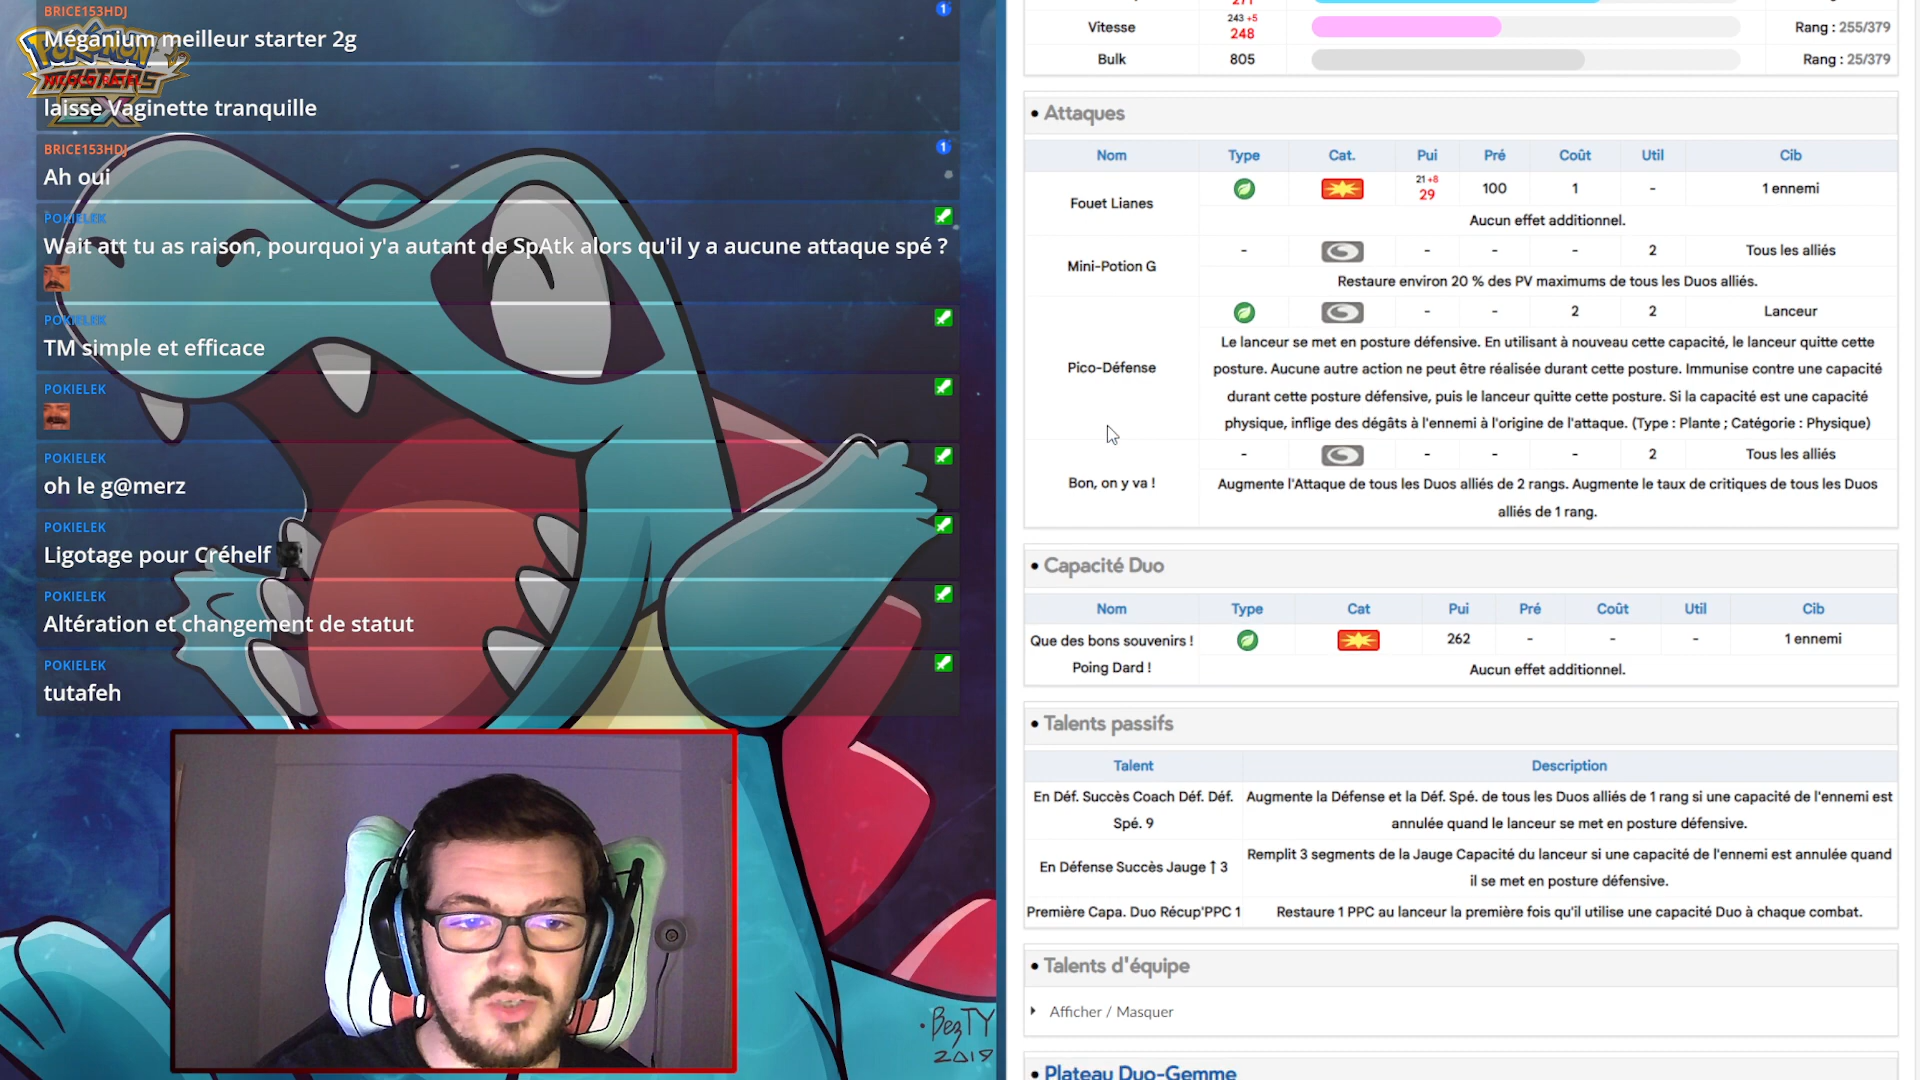 BRICE153HDJ
Méganium meilleur starter 2g
POKÉMON MASTERS EX
NICOCO_RATEL
laisse Vaginette tranquille
BRICE153HDJ
Ah oui
POKIELEK
Wait att tu as raison, pourquoi y'a autant de SpAtk alors qu'il y a aucune attaque spé ?
POKIELEK
TM simple et efficace
POKIELEK
POKIELEK
oh le g@merz
POKIELEK
Ligotage pour Créhelf
POKIELEK
Altération et changement de statut
POKIELEK
tutafeh
BezTY
2019
271
Vitesse 243 +5 248 Rang : 255/379
Bulk 805 Rang : 25/379
• Attaques
Nom Type Cat. Pui Pré Coût Util Cib
Fouet Lianes 21 +8 29 100 1 - 1 ennemi
Aucun effet additionnel.
Mini-Potion G - - - - 2 Tous les alliés
Restaure environ 20 % des PV maximums de tous les Duos alliés.
Pico-Défense - - 2 2 Lanceur
Le lanceur se met en posture défensive. En utilisant à nouveau cette capacité, le lanceur quitte cette
posture. Aucune autre action ne peut être réalisée durant cette posture. Immunise contre une capacité
durant cette posture défensive, puis le lanceur quitte cette posture. Si la capacité est une capacité
physique, inflige des dégâts à l'ennemi à l'origine de l'attaque. (Type : Plante ; Catégorie : Physique)
Bon, on y va ! - - - - 2 Tous les alliés
Augmente l'Attaque de tous les Duos alliés de 2 rangs. Augmente le taux de critiques de tous les Duos
alliés de 1 rang.
• Capacité Duo
Nom Type Cat Pui Pré Coût Util Cib
Que des bons souvenirs !
Poing Dard ! 262 - - - 1 ennemi
Aucun effet additionnel.
• Talents passifs
Talent Description
En Déf. Succès Coach Déf. Déf.
Spé. 9
Augmente la Défense et la Déf. Spé. de tous les Duos alliés de 1 rang si une capacité de l'ennemi est
annulée quand le lanceur se met en posture défensive.
En Défense Succès Jauge ↑ 3
Remplit 3 segments de la Jauge Capacité du lanceur si une capacité de l'ennemi est annulée quand
il se met en posture défensive.
Première Capa. Duo Récup'PPC 1 Restaure 1 PPC au lanceur la première fois qu'il utilise une capacité Duo à chaque combat.
• Talents d'équipe
Afficher / Masquer
• Plateau Duo-Gemme